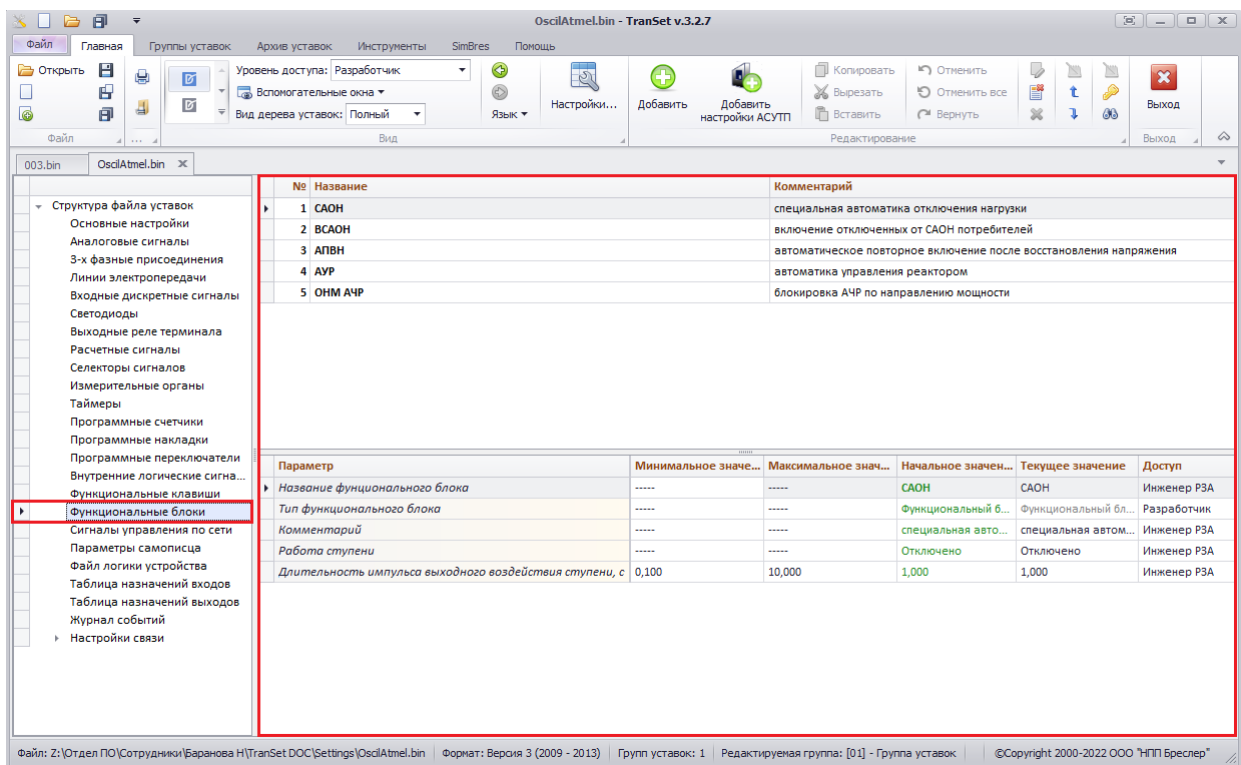 OscilAtmel.bin - TranSet v.3.2.7
Файл Главная Группы уставок Архив уставок Инструменты SimBres Помощь
Открыть Уровень доступа: Разработчик Настройки... Добавить Добавить настройки АСУТП Копировать Отменить Выход
Вспомогательные окна Вырезать Отменить все
Вид дерева уставок: Полный Язык Вставить Вернуть
Файл ... Вид Редактирование Выход
003.bin OscilAtmel.bin
Структура файла уставок
Основные настройки
Аналоговые сигналы
3-х фазные присоединения
Линии электропередачи
Входные дискретные сигналы
Светодиоды
Выходные реле терминала
Расчетные сигналы
Селекторы сигналов
Измерительные органы
Таймеры
Программные счетчики
Программные накладки
Программные переключатели
Внутренние логические сигна...
Функциональные клавиши
Функциональные блоки
Сигналы управления по сети
Параметры самописца
Файл логики устройства
Таблица назначений входов
Таблица назначений выходов
Журнал событий
Настройки связи
№ Название Комментарий
1 САОН специальная автоматика отключения нагрузки
2 ВСАОН включение отключенных от САОН потребителей
3 АПВН автоматическое повторное включение после восстановления напряжения
4 АУР автоматика управления реактором
5 ОНМ АЧР блокировка АЧР по направлению мощности
Параметр Минимальное значе... Максимальное знач... Начальное значен... Текущее значение Доступ
Название фунционального блока ----- ----- САОН САОН Инженер РЗА
Тип функционального блока ----- ----- Функциональный б... Функциональный бл... Разработчик
Комментарий ----- ----- специальная авто... специальная автом... Инженер РЗА
Работа ступени ----- ----- Отключено Отключено Инженер РЗА
Длительность импульса выходного воздействия ступени, с 0,100 10,000 1,000 1,000 Инженер РЗА
Файл: Z:\Отдел ПО\Сотрудники\Баранова Н\TranSet DOC\Settings\OscilAtmel.bin Формат: Версия 3 (2009 - 2013) Групп уставок: 1 Редактируемая группа: [01] - Группа уставок ©Copyright 2000-2022 ООО "НПП Бреслер"